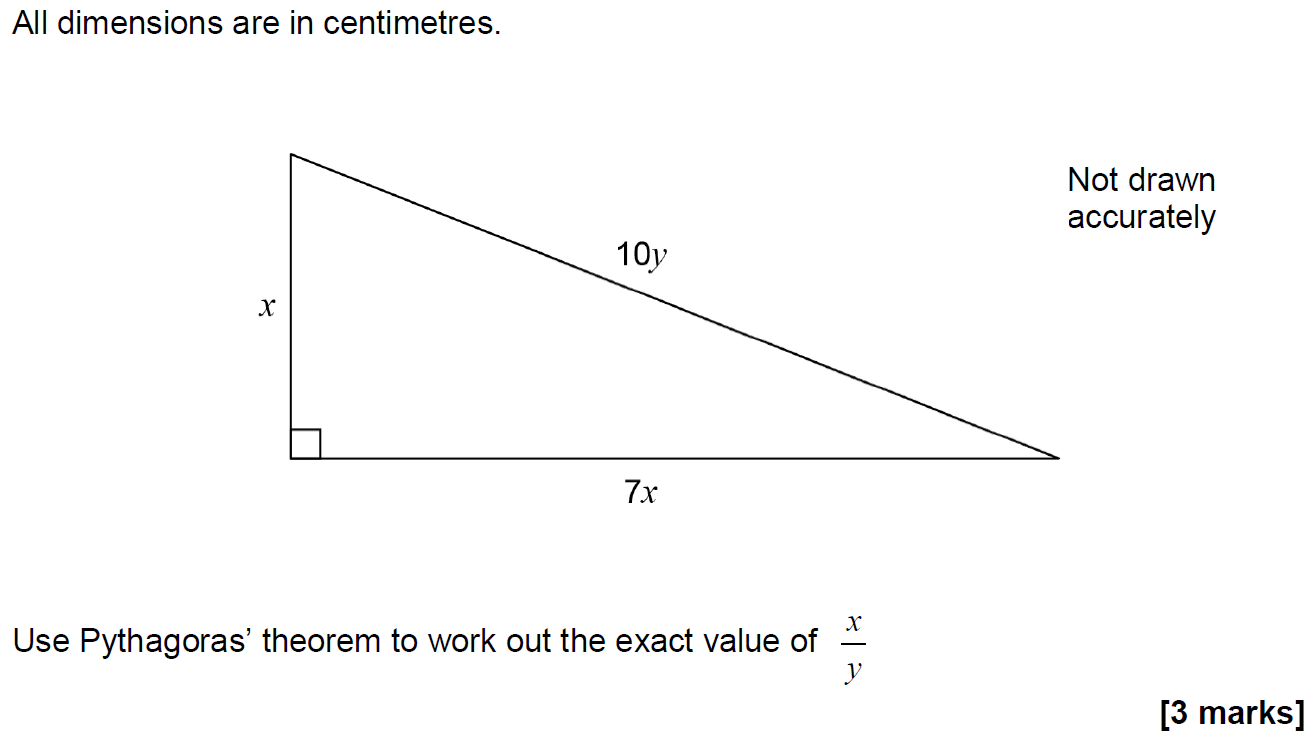 All dimensions are in centimetres.
Not drawn
accurately
10y
x
7x
Use Pythagoras’ theorem to work out the exact value of x/y
[3 marks]